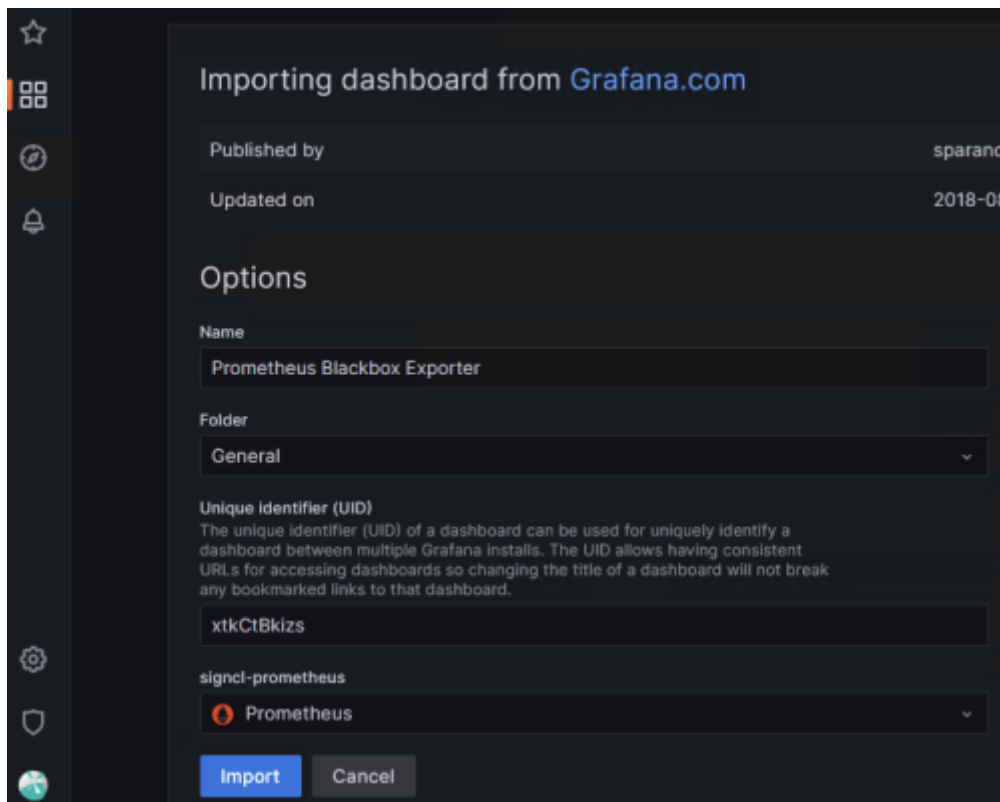 Importing dashboard from Grafana.com
Published by
sparan
Updated on
2018-08
Options
Name
Prometheus Blackbox Exporter
Folder
General
Unique identifier (UID)
The unique identifier (UID) of a dashboard can be used for uniquely identify a
dashboard between multiple Grafana installs. The UID allows having consistent
URLs for accessing dashboards so changing the title of a dashboard will not break
any bookmarked links to that dashboard.
xtkCtBkizs
signcl-prometheus
Prometheus
Import
Cancel